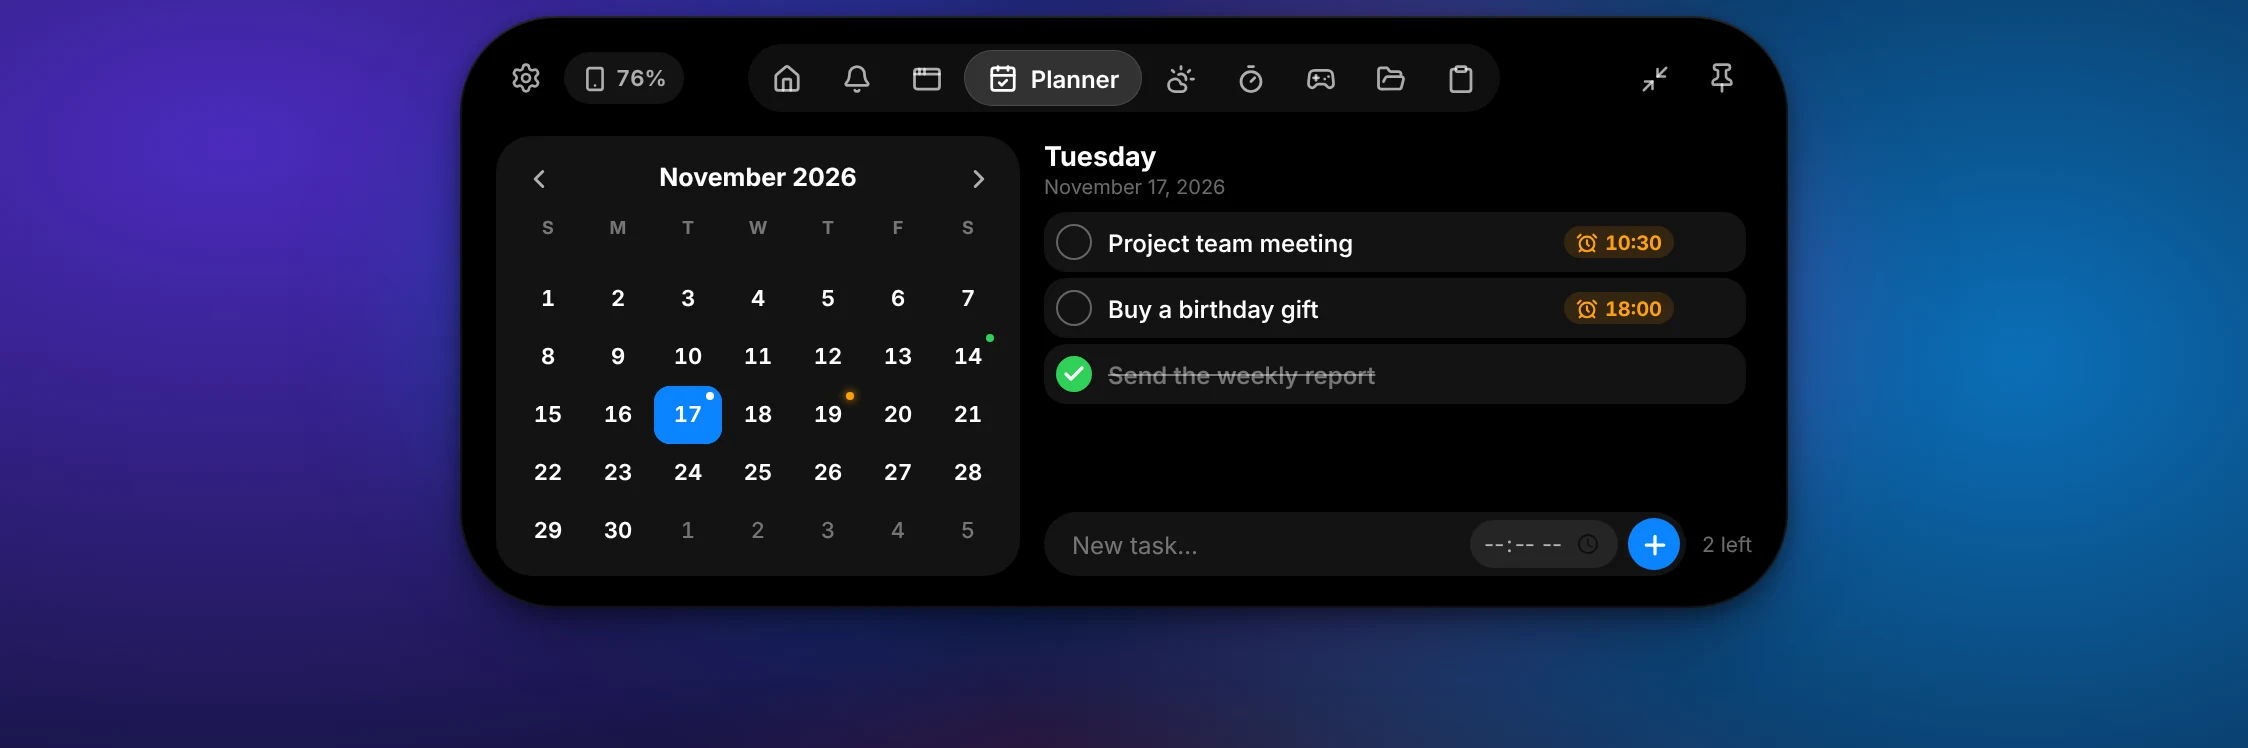 76%
Planner
November 2026
S M T W T F S
1 2 3 4 5 6 7
8 9 10 11 12 13 14
15 16 17 18 19 20 21
22 23 24 25 26 27 28
29 30 1 2 3 4 5
Tuesday
November 17, 2026
Project team meeting 10:30
Buy a birthday gift 18:00
Send the weekly report
New task... --:-- -- 2 left